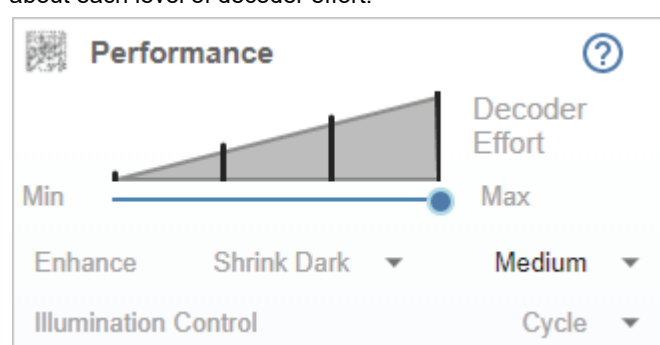 about each level of decoder effort.
Performance
?
Decoder
Effort
Min
Max
Enhance Shrink Dark Medium
Illumination Control Cycle